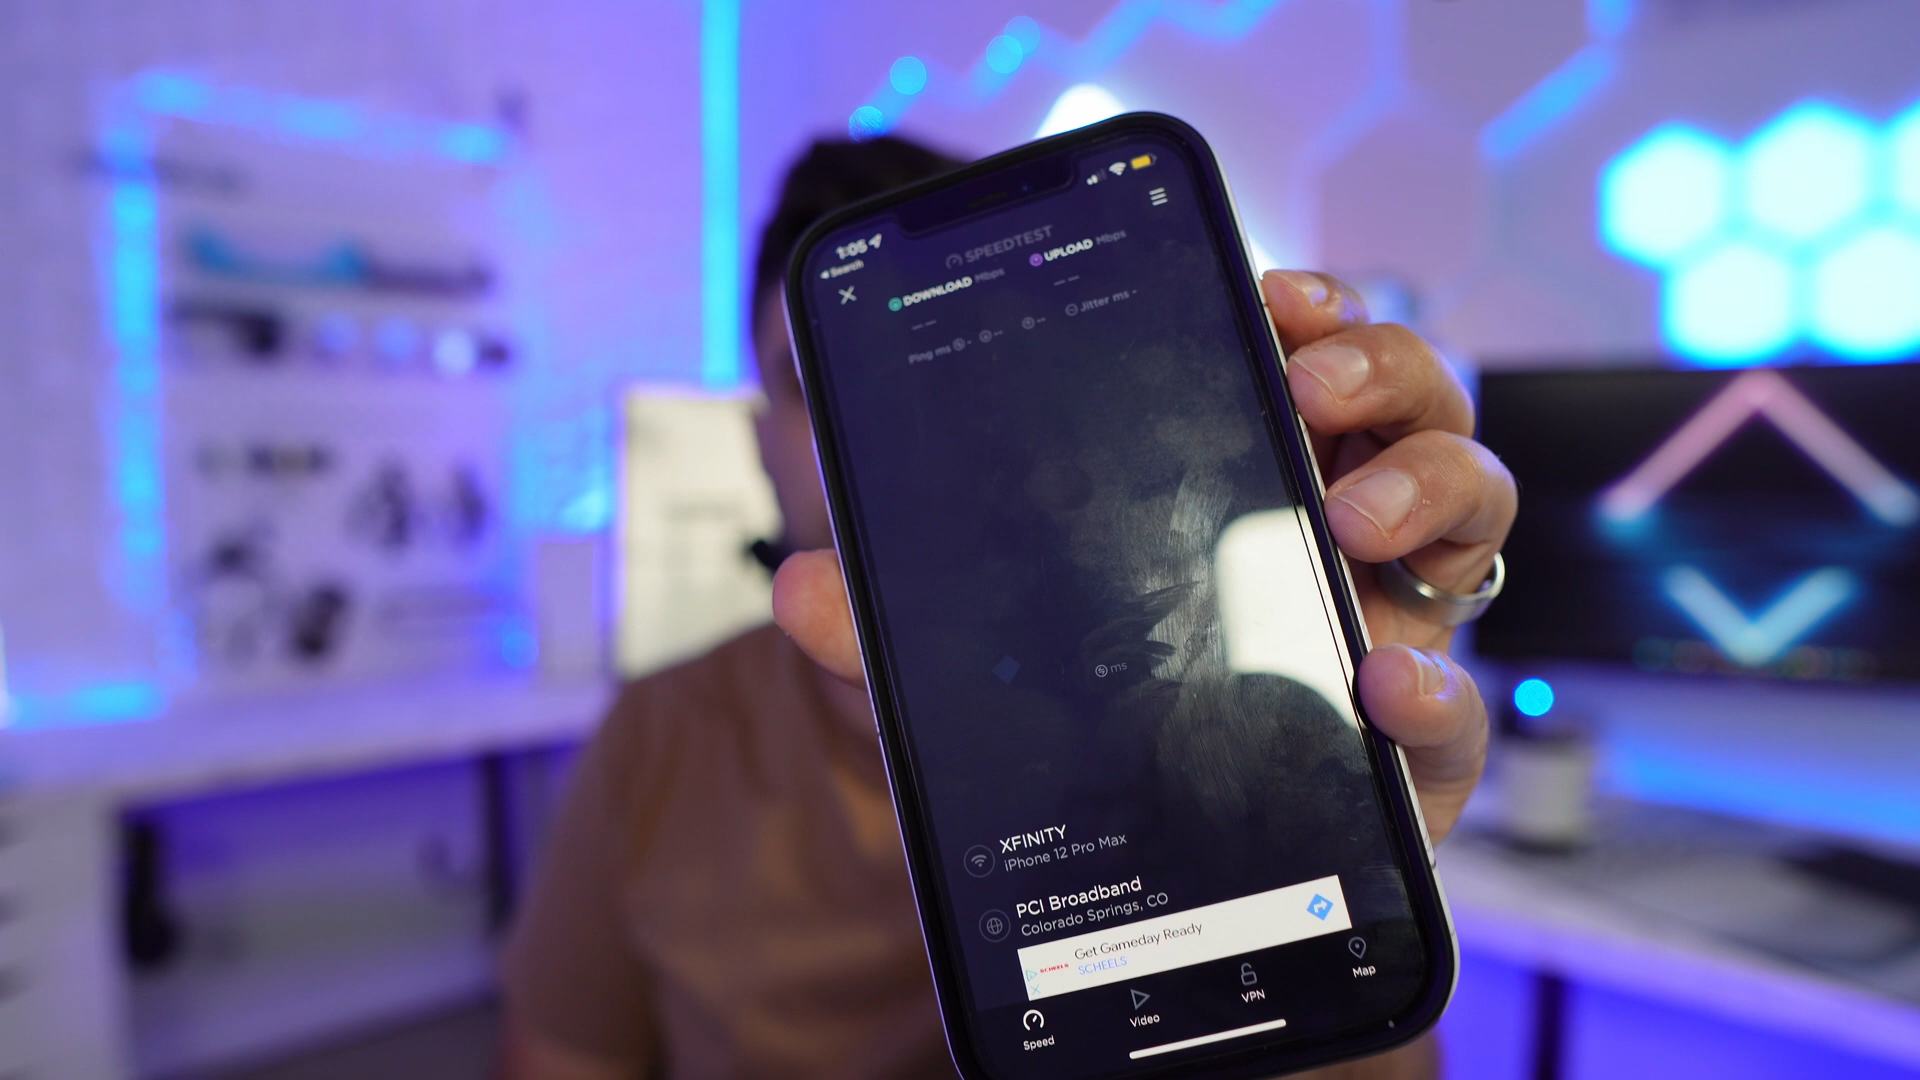 1:05
Search
SPEEDTEST
DOWNLOAD Mbps
UPLOAD Mbps
Ping ms
Jitter ms
ms
XFINITY
iPhone 12 Pro Max
PCI Broadband
Colorado Springs, CO
SCHEELS
Get Gameday Ready
SCHEELS
Speed
Video
VPN
Map